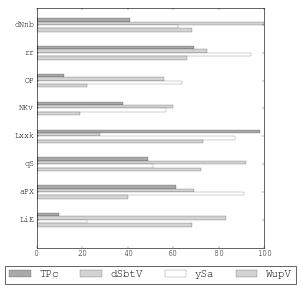 dNnb
rr
OP
NKv
Lxxk
qS
aPX
LiE
0 20 40 60 80 100
TPc dSbtV ySa WupV